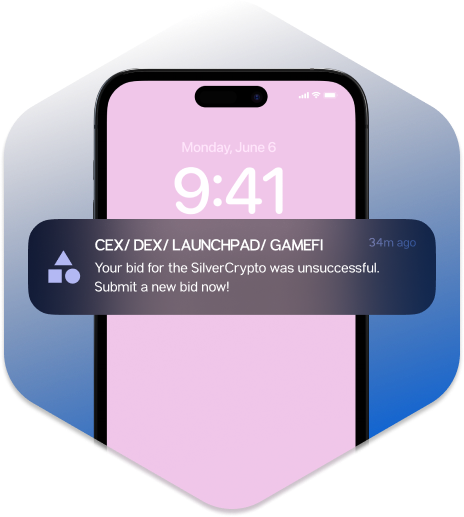 Monday, June 6
9:41
CEX/ DEX/ LAUNCHPAD/ GAMEFI
34m ago
Your bid for the SilverCrypto was unsuccessful.
Submit a new bid now!